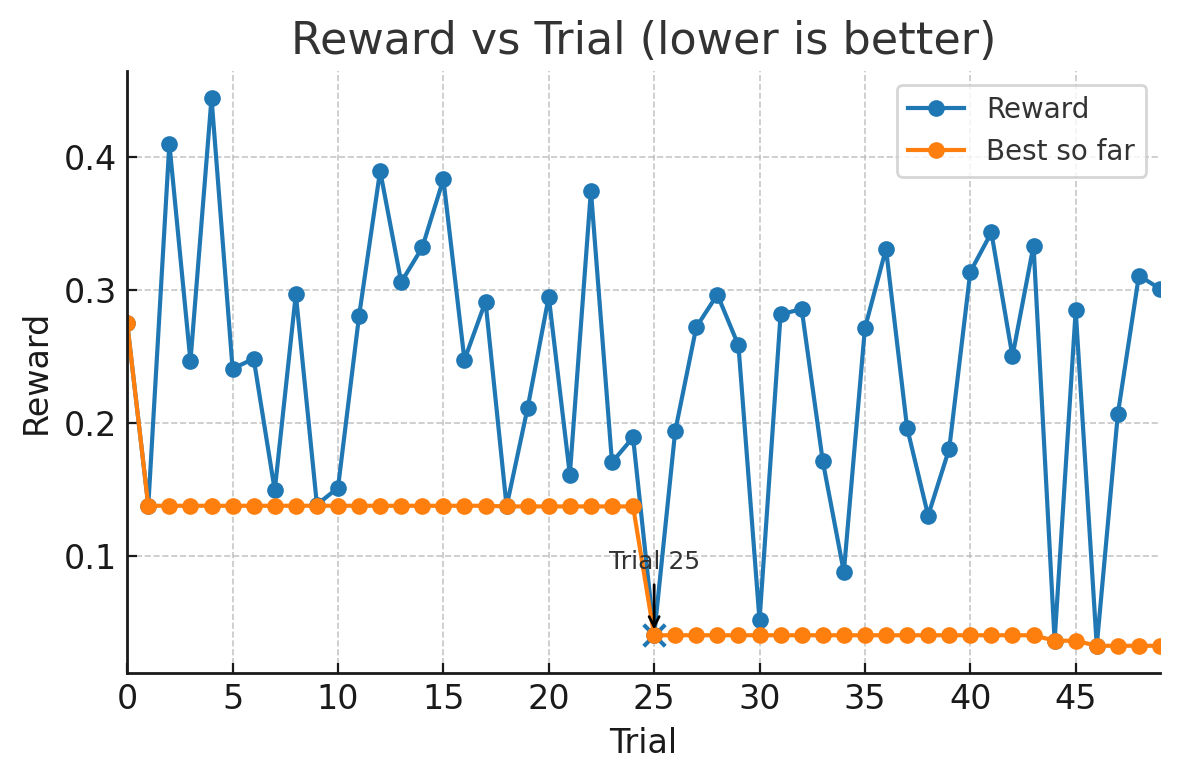 Reward vs Trial (lower is better)
Reward
Best so far
0.4
0.3
0.2
0.1
Reward
Trial 25
0 5 10 15 20 25 30 35 40 45
Trial